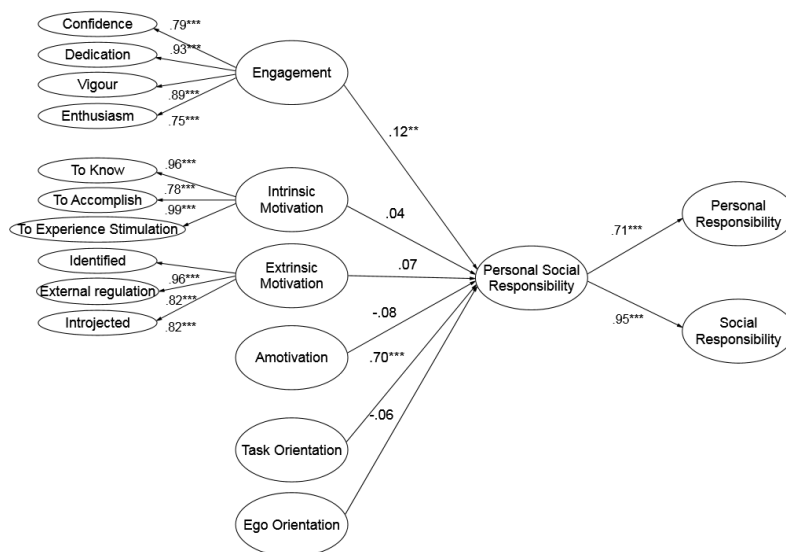 Confidence
.79***
Dedication
.93***
Engagement
Vigour
.89***
Enthusiasm
.75***
.12**
To Know
.96***
To Accomplish
.78***
Intrinsic
Motivation
.99***
To Experience Stimulation
.04
Personal
Responsibility
.71***
Identified
.96***
External regulation
.82***
Introjected
.82***
Extrinsic
Motivation
.07
Personal Social
Responsibility
-.08
.95***
Social
Responsibility
Amotivation
.70***
-.06
Task Orientation
Ego Orientation